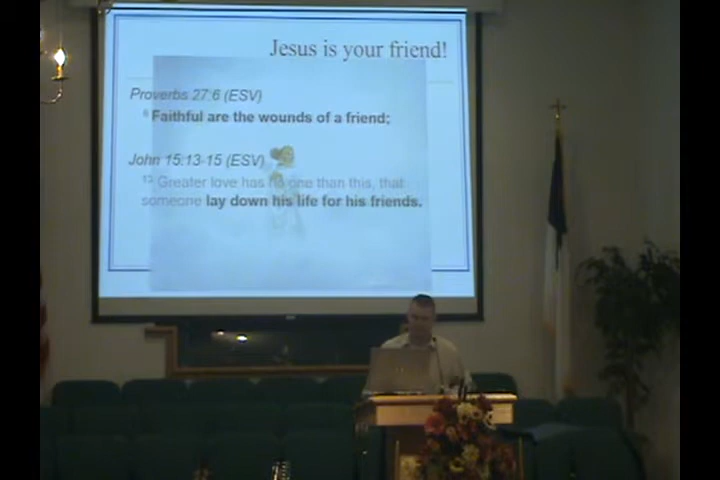 Jesus is your friend!
Proverbs 27:6 (ESV)
6 Faithful are the wounds of a friend;
John 15:13-15 (ESV)
13 Greater love has no one than this, that
someone lay down his life for his friends.